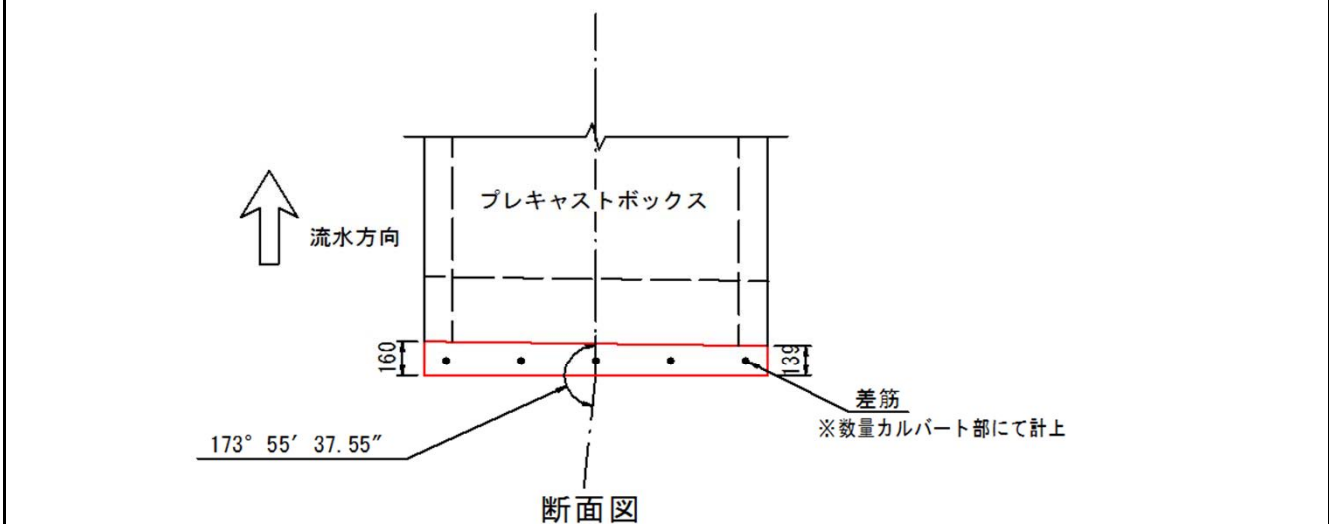 プレキャストボックス
流水方向
160
139
差筋
※数量カルバート部にて計上
173° 55′ 37.55″
断面図